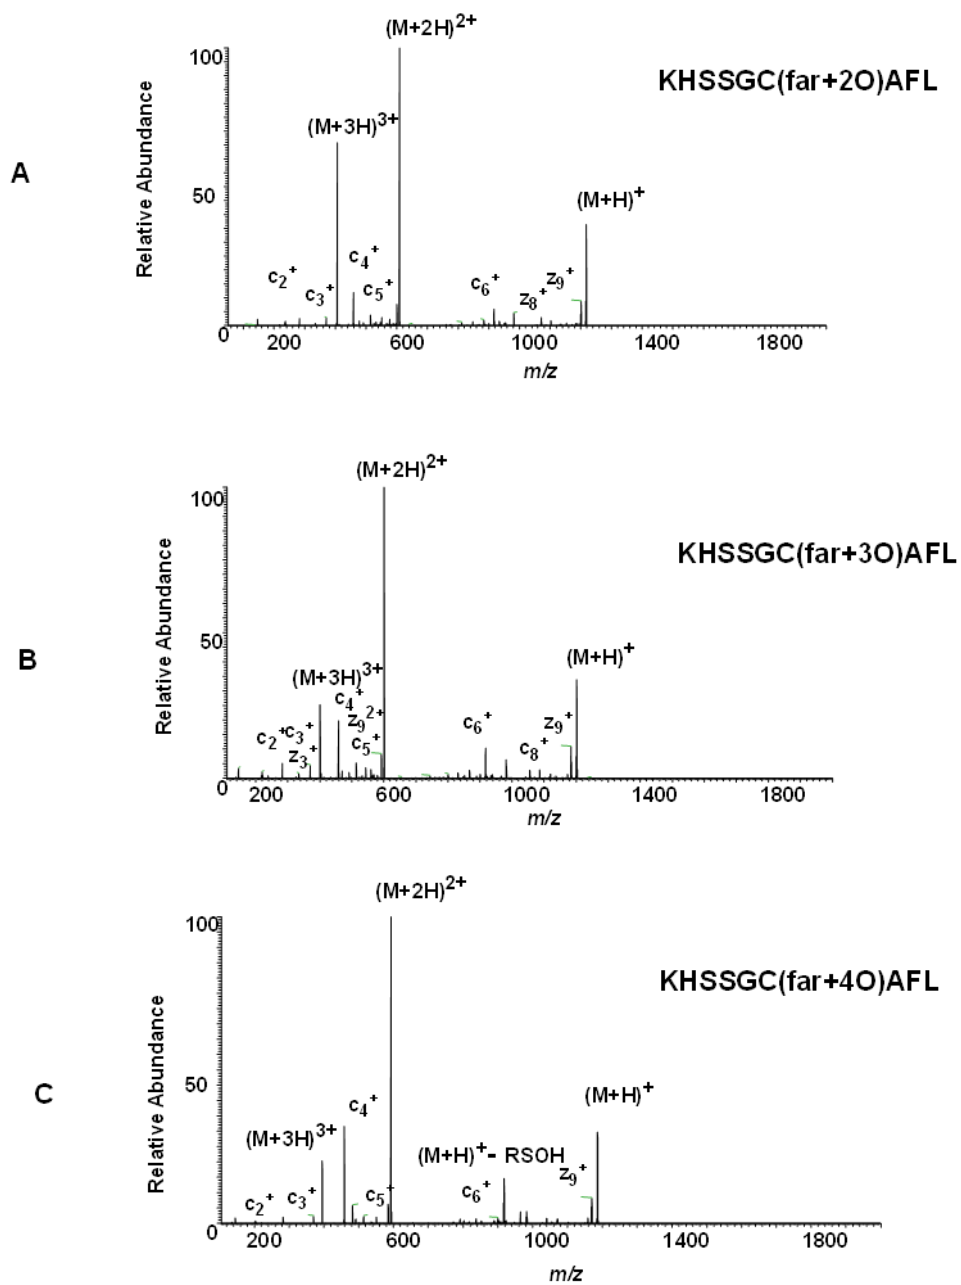 A
KHSSGC(far+2O)AFL
(M+2H)2+
(M+3H)3+
(M+H)+
c2+
c3+
c4+
c5+
c6+
z8+
z9+
Relative Abundance
100
50
0 200 600 1000 1400 1800
m/z
B
KHSSGC(far+3O)AFL
(M+2H)2+
(M+3H)3+
(M+H)+
c2+
c3+
z3+
c4+
z92+
c5+
c6+
c8+
z9+
Relative Abundance
100
50
0 200 600 1000 1400 1800
m/z
C
KHSSGC(far+4O)AFL
(M+2H)2+
(M+3H)3+
c4+
(M+H)+
(M+H)+- RSOH
c2+
c3+
c5+
c6+
z9+
Relative Abundance
100
50
0 200 600 1000 1400 1800
m/z